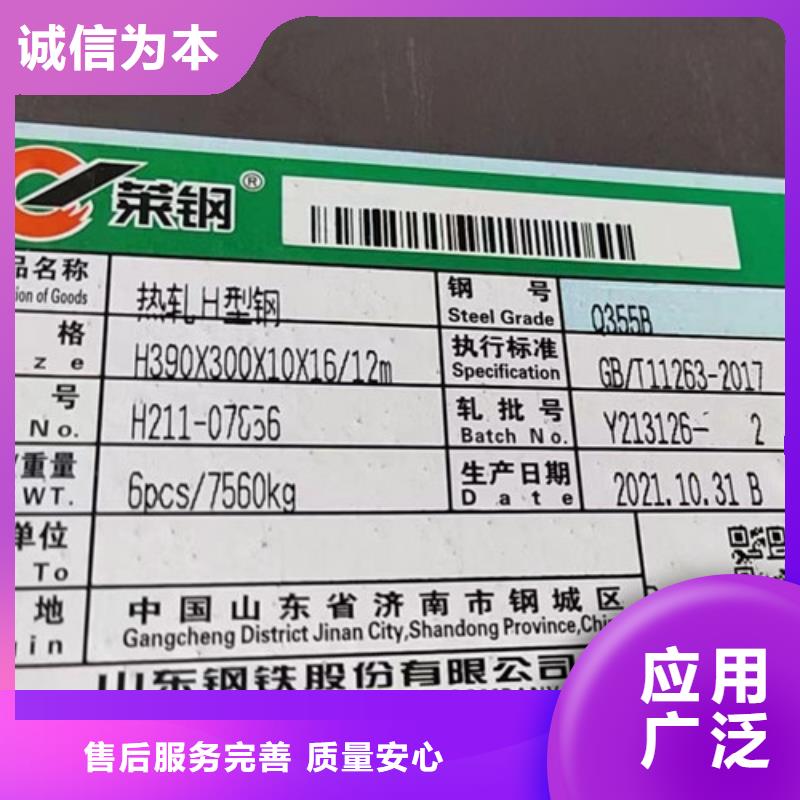 诚信为本
莱钢®
品名称
ion of Goods
热轧H型钢
钢 号
Steel Grade
Q355B
格
ze
H390X300X10X16/12m
执行标准
Specification
GB/T11263-2017
号
No.
轧批号
Batch No.
Y213126- 2
重量
WT.
6pcs/7560kg
生产日期
Date
2021.10.31 B
单位
To
地
in
中国山东省济南市钢城区
Gangcheng District Jinan City,Shandong Province,Chin
山东钢铁股份有限公司
应用
广泛
售后服务完善 质量安心